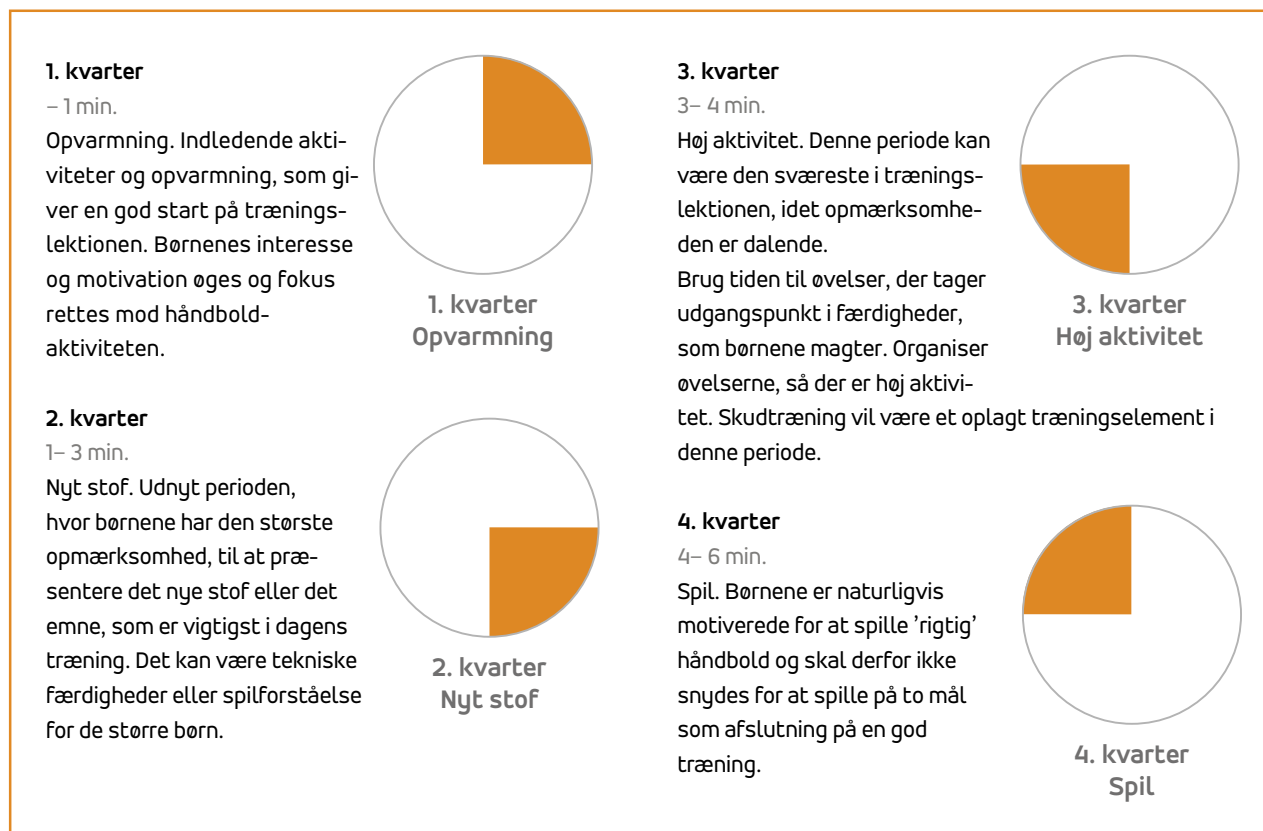 1. kvarter
– 1 min.
Opvarmning. Indledende akti-
viteter og opvarmning, som gi-
ver en god start på trænings-
lektionen. Børnenes interesse
og motivation øges og fokus
rettes mod håndbold-
aktiviteten.
1. kvarter
Opvarmning
2. kvarter
1– 3 min.
Nyt stof. Udnyt perioden,
hvor børnene har den største
opmærksomhed, til at præ-
sentere det nye stof eller det
emne, som er vigtigst i dagens
træning. Det kan være tekniske
færdigheder eller spilforståelse
for de større børn.
2. kvarter
Nyt stof
3. kvarter
3– 4 min.
Høj aktivitet. Denne periode kan
være den sværeste i trænings-
lektionen, idet opmærksomhe-
den er dalende.
Brug tiden til øvelser, der tager
udgangspunkt i færdigheder,
som børnene magter. Organiser
øvelserne, så der er høj aktivi-
tet. Skudtræning vil være et oplagt træningselement i
denne periode.
3. kvarter
Høj aktivitet
4. kvarter
4– 6 min.
Spil. Børnene er naturligvis
motiverede for at spille ’rigtig’
håndbold og skal derfor ikke
snydes for at spille på to mål
som afslutning på en god
træning.
4. kvarter
Spil